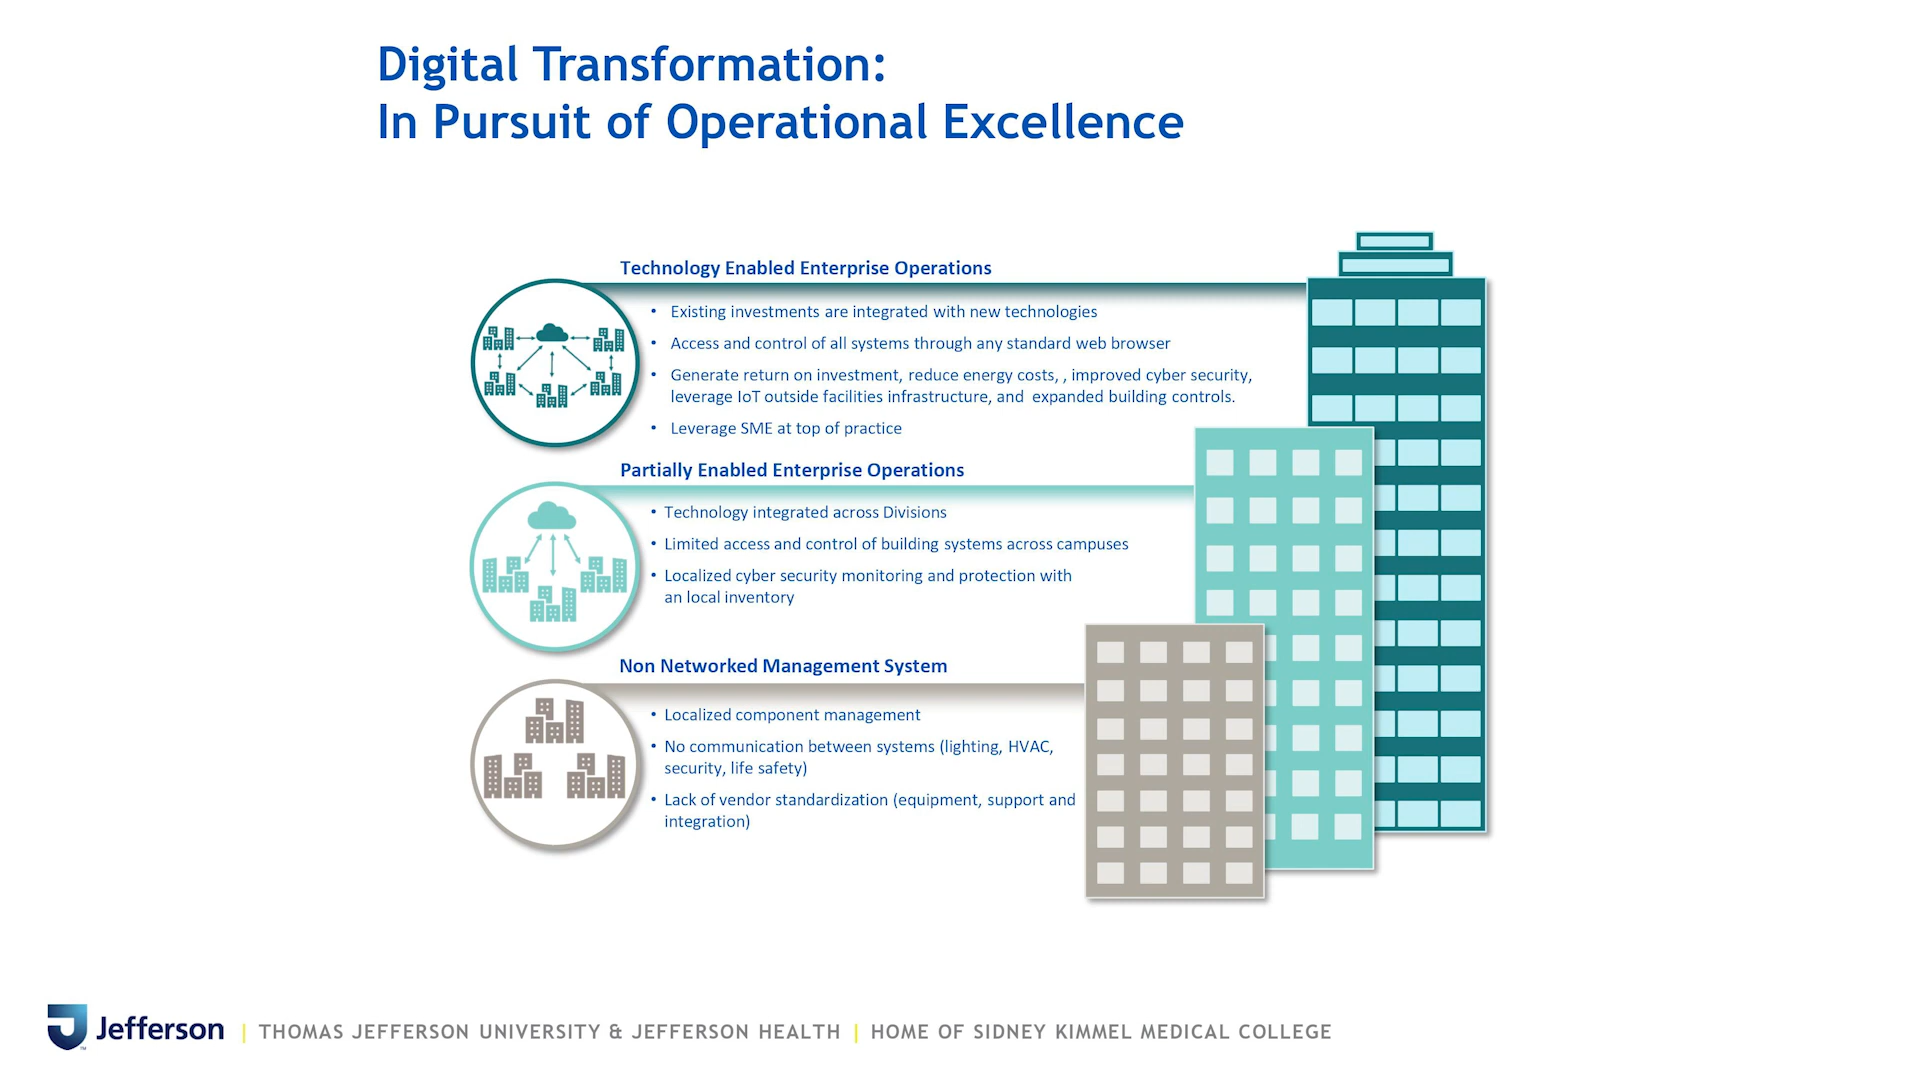 Digital Transformation:
In Pursuit of Operational Excellence
Technology Enabled Enterprise Operations
• Existing investments are integrated with new technologies
• Access and control of all systems through any standard web browser
• Generate return on investment, reduce energy costs, , improved cyber security,
leverage IoT outside facilities infrastructure, and expanded building controls.
• Leverage SME at top of practice
Partially Enabled Enterprise Operations
• Technology integrated across Divisions
• Limited access and control of building systems across campuses
• Localized cyber security monitoring and protection with
an local inventory
Non Networked Management System
• Localized component management
• No communication between systems (lighting, HVAC,
security, life safety)
• Lack of vendor standardization (equipment, support and
integration)
Jefferson | THOMAS JEFFERSON UNIVERSITY & JEFFERSON HEALTH | HOME OF SIDNEY KIMMEL MEDICAL COLLEGE